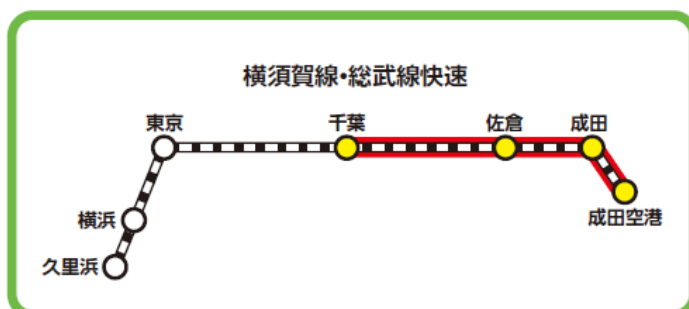 横須賀線・総武線快速
東京
千葉
佐倉
成田
横浜
成田空港
久里浜